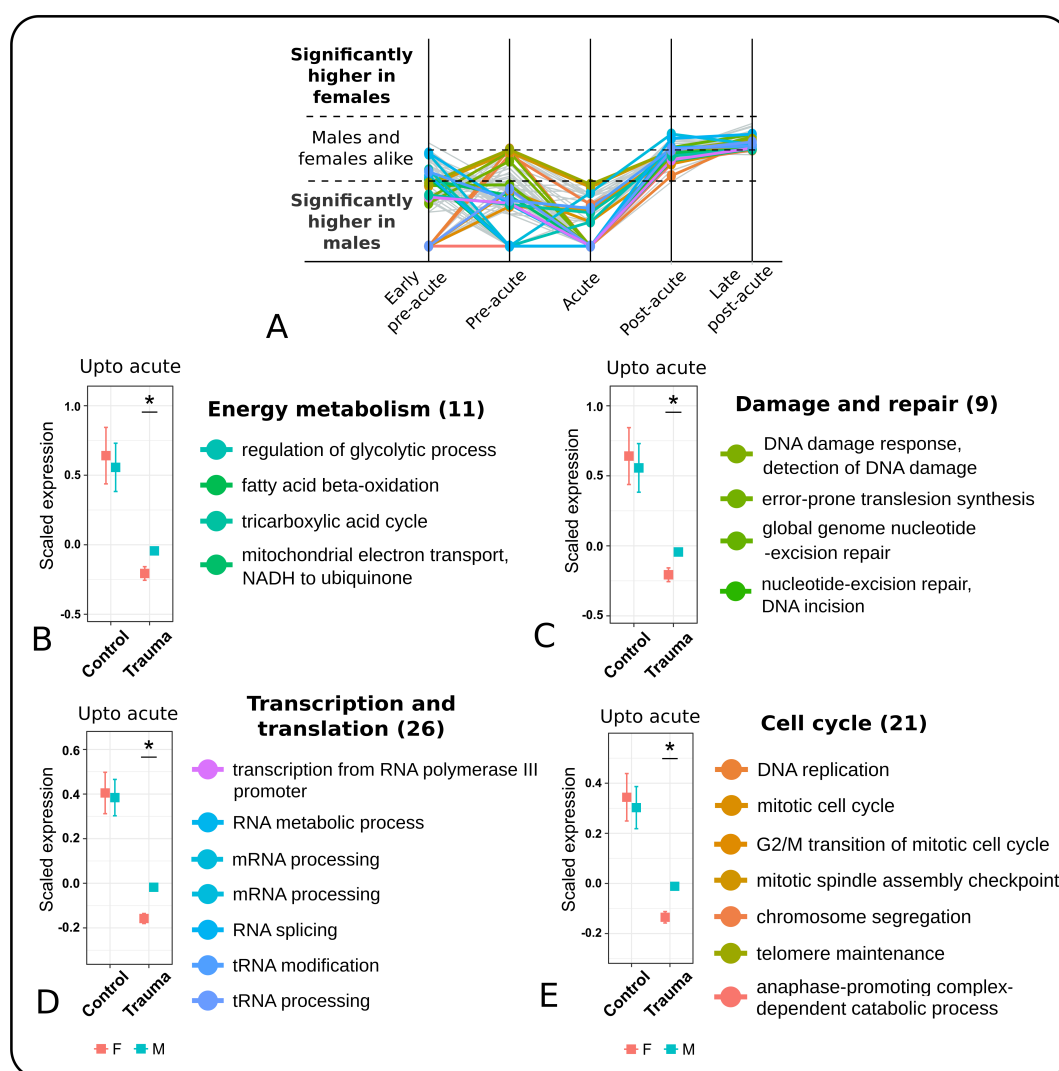 Significantly
higher in
females
Males and
females alike
Significantly
higher in
males
Early
pre-acute
Pre-acute
Acute
Post-acute
Late
post-acute
A
Upto acute
Energy metabolism (11)
1.0
0.5
0.0
-0.5
Scaled expression
*
Control
Trauma
regulation of glycolytic process
fatty acid beta-oxidation
tricarboxylic acid cycle
mitochondrial electron transport,
NADH to ubiquinone
B
Upto acute
Damage and repair (9)
1.0
0.5
0.0
-0.5
Scaled expression
*
Control
Trauma
DNA damage response,
detection of DNA damage
error-prone translesion synthesis
global genome nucleotide
-excision repair
nucleotide-excision repair,
DNA incision
C
Transcription and
translation (26)
Upto acute
0.6
0.4
0.2
0.0
-0.2
Scaled expression
*
Control
Trauma
transcription from RNA polymerase III
promoter
RNA metabolic process
mRNA processing
mRNA processing
RNA splicing
tRNA modification
tRNA processing
D
F M
Upto acute
Cell cycle (21)
0.4
0.2
0.0
-0.2
Scaled expression
*
Control
Trauma
DNA replication
mitotic cell cycle
G2/M transition of mitotic cell cycle
mitotic spindle assembly checkpoint
chromosome segregation
telomere maintenance
anaphase-promoting complex-
dependent catabolic process
E
F M